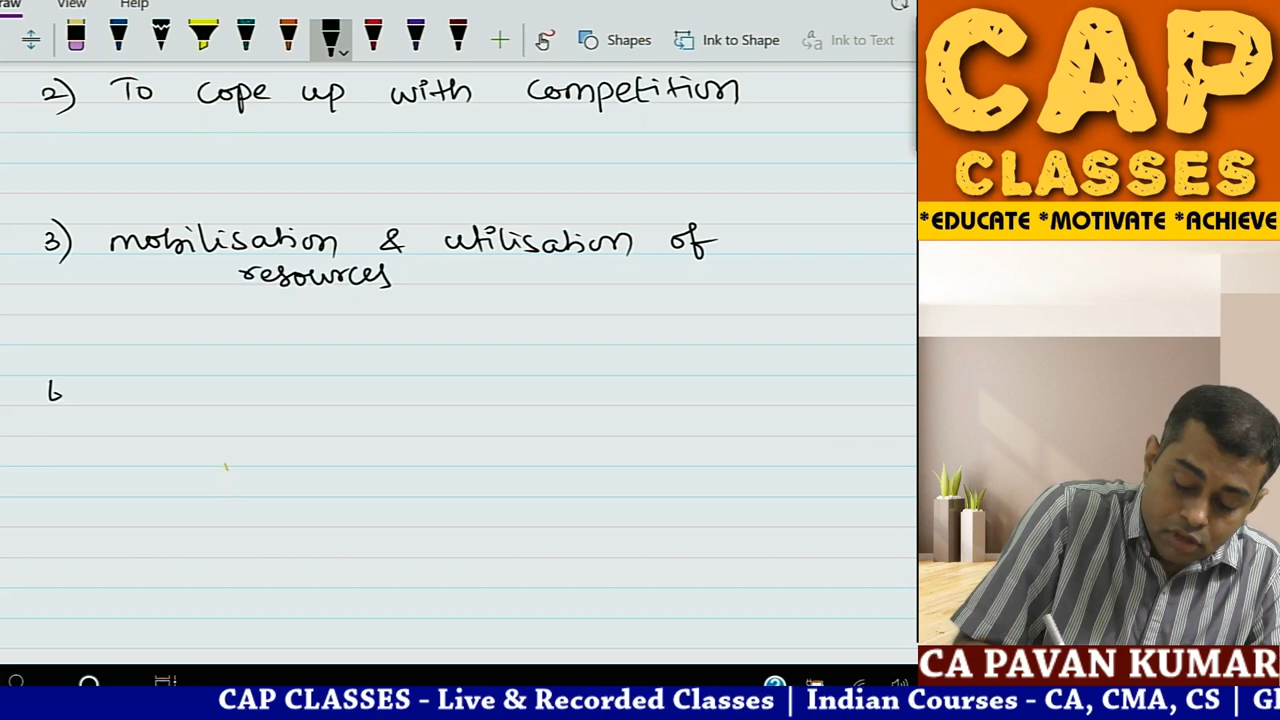 View
Help
Shapes
Ink to Shape
Ink to Text
2) To cope up with competition
3) mobilisation & utilisation of
resources
CAP
CLASSES
*EDUCATE *MOTIVATE *ACHIEVE
CA PAVAN KUMAR
CAP CLASSES - Live & Recorded Classes | Indian Courses - CA, CMA, CS |